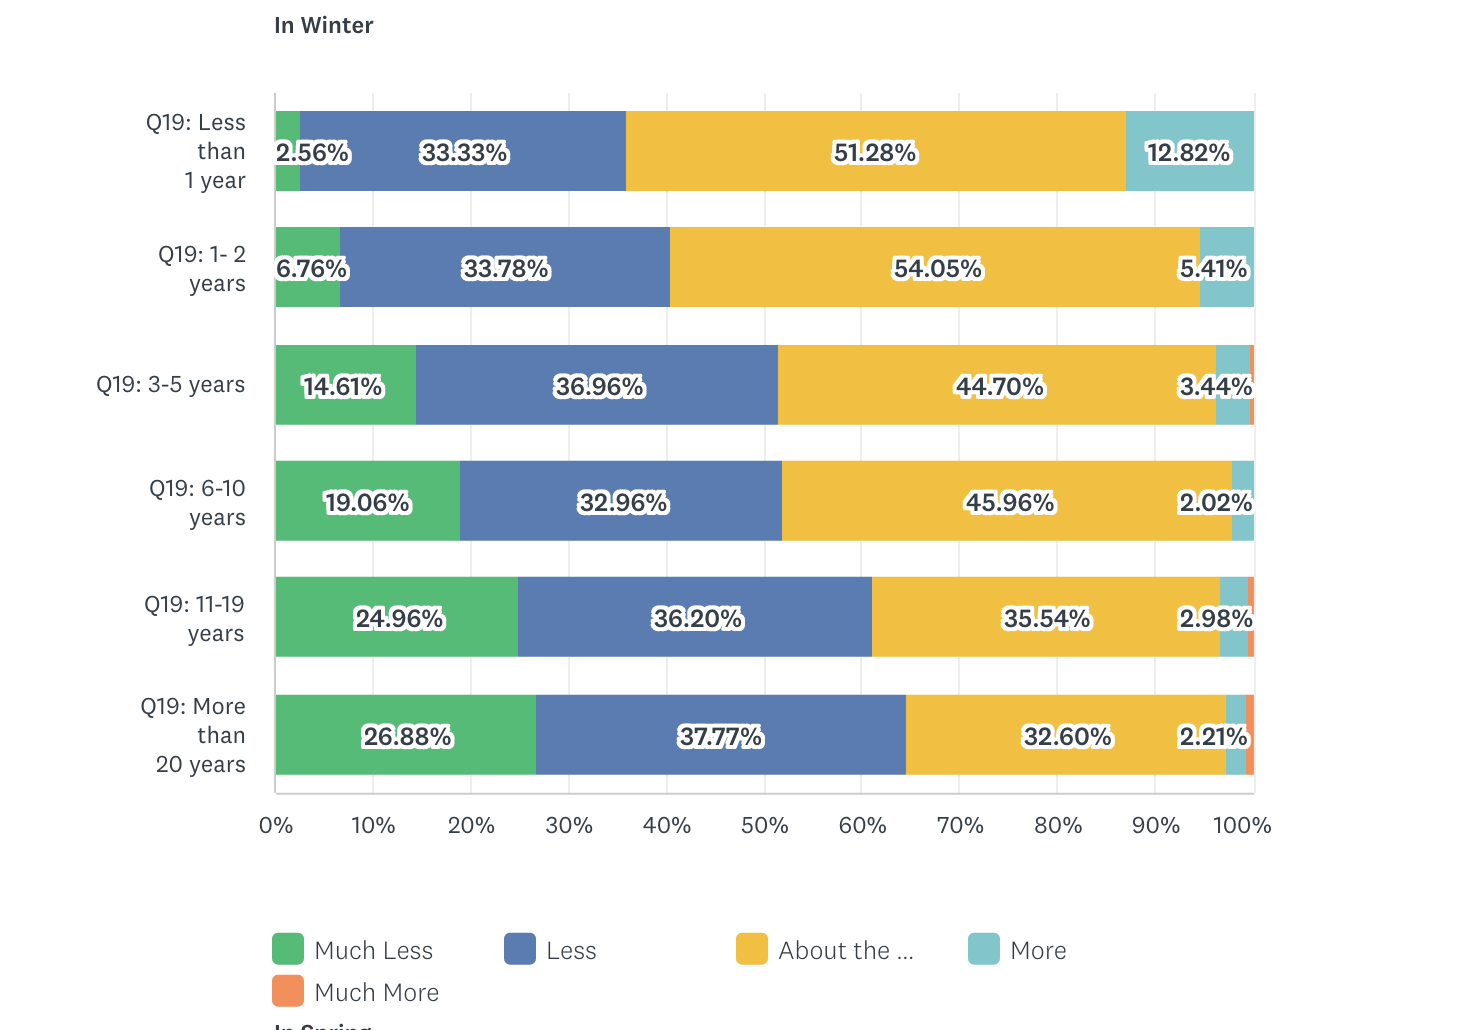 In Winter
Q19: Less
than
1 year
2.56% 33.33% 51.28% 12.82%
Q19: 1- 2
years
6.76% 33.78% 54.05% 5.41%
Q19: 3-5 years
14.61% 36.96% 44.70% 3.44%
Q19: 6-10
years
19.06% 32.96% 45.96% 2.02%
Q19: 11-19
years
24.96% 36.20% 35.54% 2.98%
Q19: More
than
20 years
26.88% 37.77% 32.60% 2.21%
0% 10% 20% 30% 40% 50% 60% 70% 80% 90% 100%
Much Less Less About the ... More
Much More
In Spring